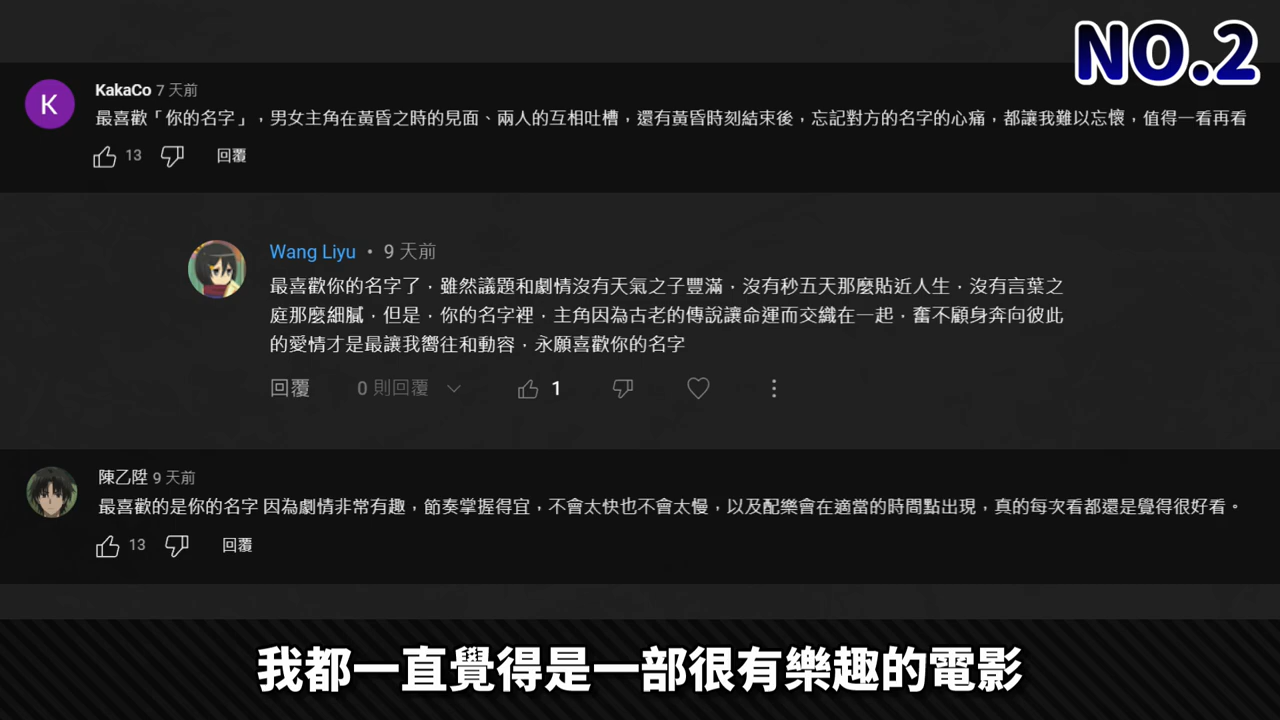 NO.2
KakaCo 7 天前
最喜歡「你的名字」，男女主角在黃昏之時的見面、兩人的互相吐槽，還有黃昏時刻結束後，忘記對方的名字的心痛，都讓我難以忘懷，值得一看再看
13 回覆
Wang Liyu • 9 天前
最喜歡你的名字了，雖然議題和劇情沒有天氣之子豐滿，沒有秒五天那麼貼近人生，沒有言葉之
庭那麼細膩，但是，你的名字裡，主角因為古老的傳說讓命運而交織在一起，奮不顧身奔向彼此
的愛情才是最讓我嚮往和動容，永願喜歡你的名字
回覆 0 則回覆 1
陳乙陞 9 天前
最喜歡的是你的名字 因為劇情非常有趣，節奏掌握得宜，不會太快也不會太慢，以及配樂會在適當的時間點出現，真的每次看都還是覺得很好看。
13 回覆
我都一直覺得是一部很有樂趣的電影